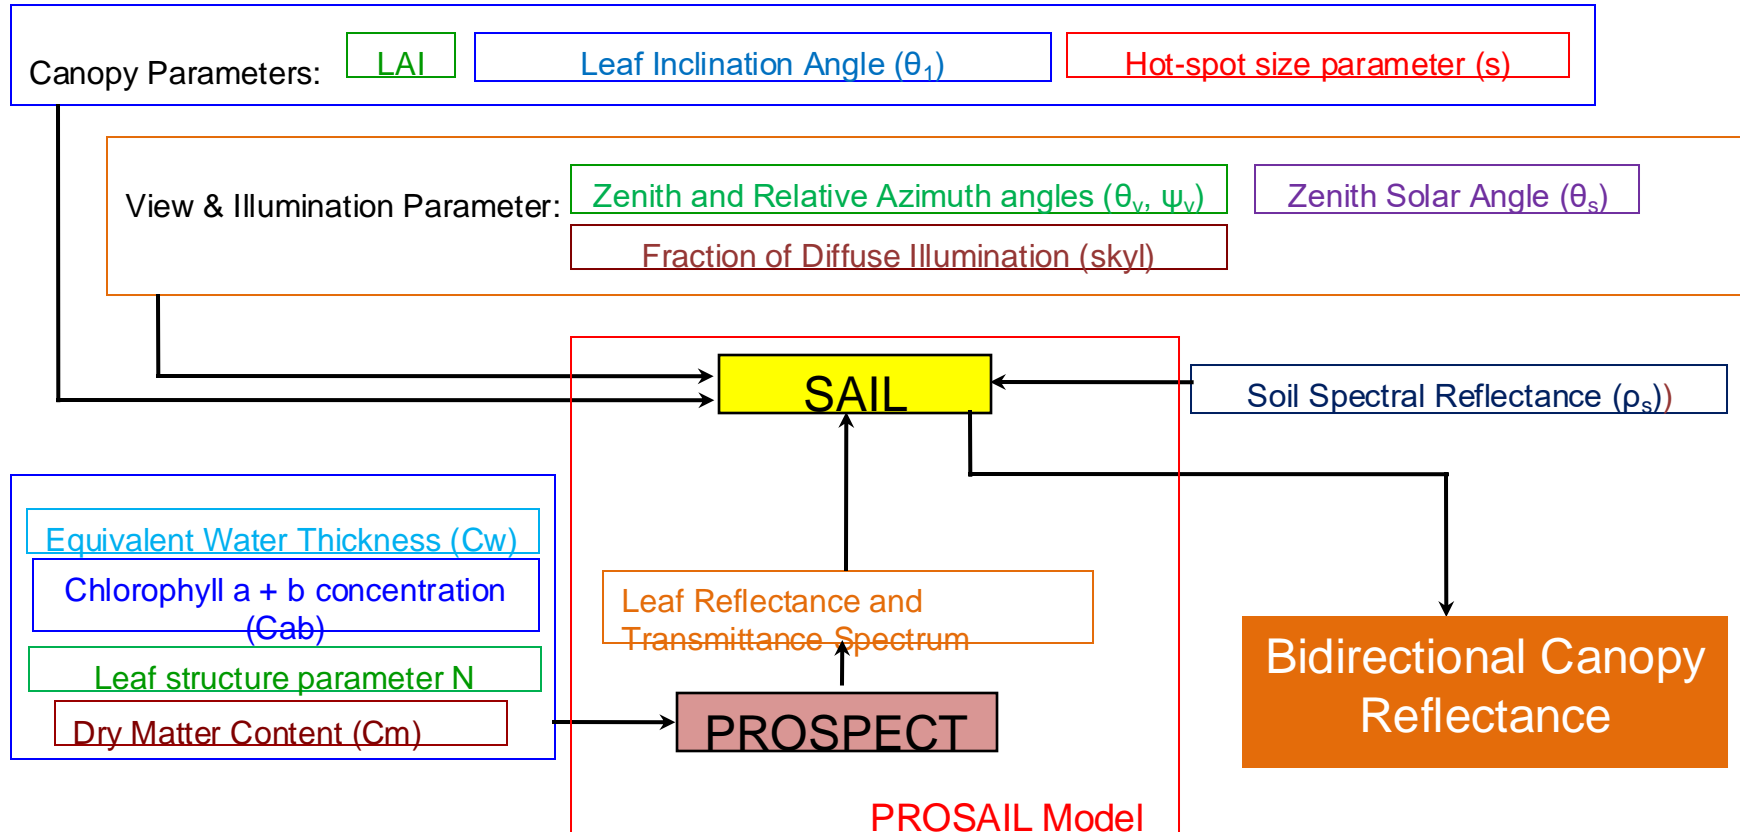 Canopy Parameters: LAI Leaf Inclination Angle (θ₁) Hot-spot size parameter (s)
View & Illumination Parameter: Zenith and Relative Azimuth angles (θᵥ, ψᵥ) Zenith Solar Angle (θₛ)
Fraction of Diffuse Illumination (skyl)
SAIL
Soil Spectral Reflectance (ρₛ))
Equivalent Water Thickness (Cw)
Chlorophyll a + b concentration
(Cab)
Leaf structure parameter N
Dry Matter Content (Cm)
Leaf Reflectance and
Transmittance Spectrum
PROSPECT
PROSAIL Model
Bidirectional Canopy
Reflectance